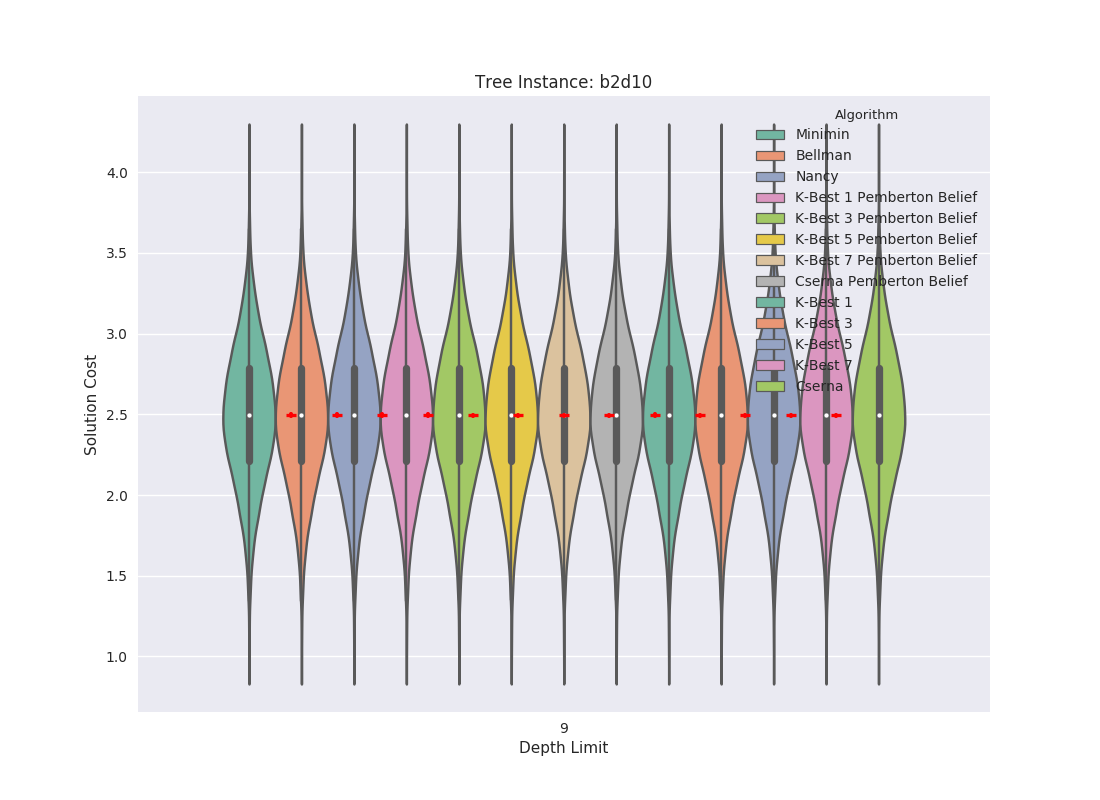 Tree Instance: b2d10
Algorithm
Minimin
Bellman
Nancy
K-Best 1 Pemberton Belief
K-Best 3 Pemberton Belief
K-Best 5 Pemberton Belief
K-Best 7 Pemberton Belief
Cserna Pemberton Belief
K-Best 1
K-Best 3
K-Best 5
K-Best 7
Cserna
Solution Cost
4.0
3.5
3.0
2.5
2.0
1.5
1.0
9
Depth Limit